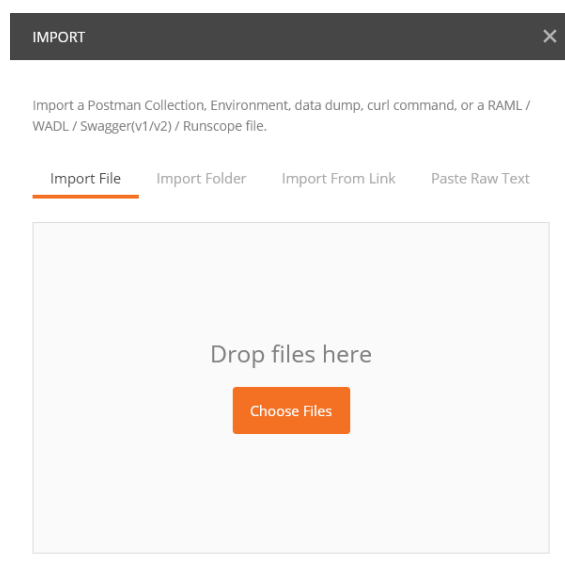 IMPORT
Import a Postman Collection, Environment, data dump, curl command, or a RAML /
WADL / Swagger(v1/v2) / Runscope file.
Import File Import Folder Import From Link Paste Raw Text
Drop files here
Choose Files